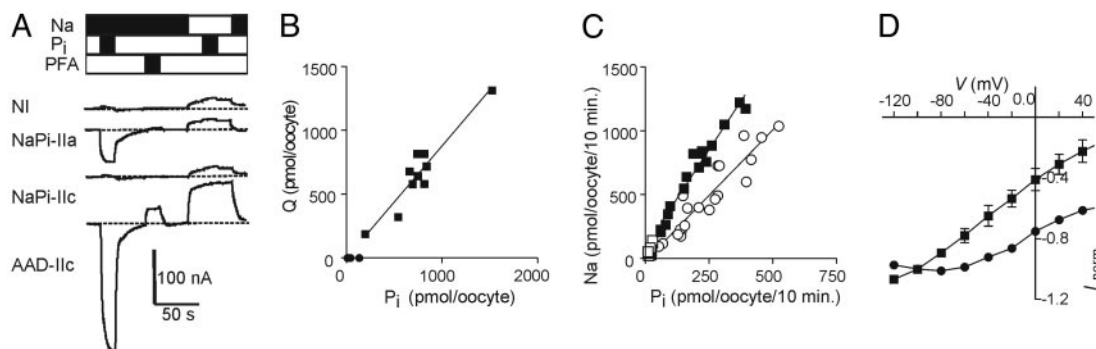 A
Na
Pi
PFA
NI
NaPi-IIa
NaPi-IIc
AAD-IIc
100 nA
50 s
B
1500
1000
500
0
0
1000
2000
Q (pmol/oocyte)
Pi (pmol/oocyte)
C
1500
1000
500
0
0
250
500
750
Na (pmol/oocyte/10 min.)
Pi (pmol/oocyte/10 min.)
D
V (mV)
-120
-80
-40
0.0
40
-0.4
-0.8
-1.2
I norm